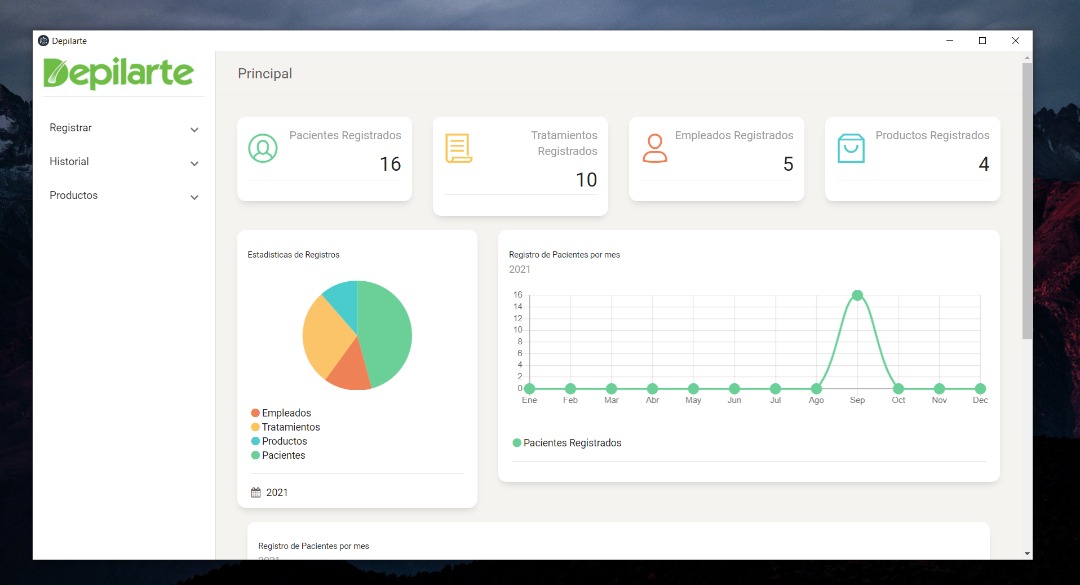 Depilarte
Depilarte
Principal
Registrar
Historial
Productos
Pacientes Registrados
16
Tratamientos
Registrados
10
Empleados Registrados
5
Productos Registrados
4
Estadisticas de Registros
Empleados
Tratamientos
Productos
Pacientes
2021
Registro de Pacientes por mes
2021
16
14
12
10
8
6
4
2
0
Ene Feb Mar Abr May Jun Jul Ago Sep Oct Nov Dec
Pacientes Registrados
Registro de Pacientes por mes
2021